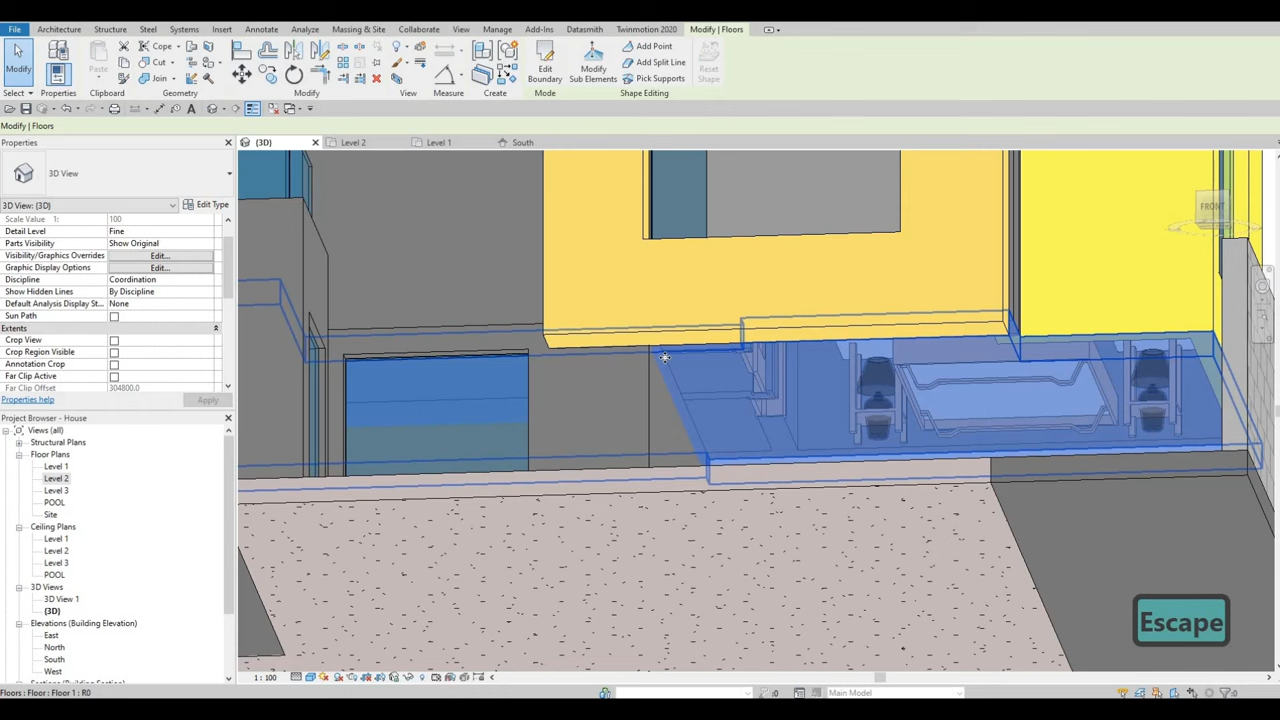 File Architecture Structure Steel Systems Insert Annotate Analyze Massing & Site Collaborate View Manage Add-Ins Datasmith Twinmotion 2020 Modify | Floors
Cope
Cut
Join
Modify
Paste
Edit
Boundary
Modify
Sub Elements
Add Point
Add Split Line
Pick Supports
Reset
Shape
Select Properties Clipboard Geometry Modify View Measure Create Mode Shape Editing
Modify | Floors
Properties
{3D}
Level 2
Level 1
South
3D View
3D View: {3D}
Edit Type
Scale Value 1: 100
Detail Level Fine
Parts Visibility Show Original
Visibility/Graphics Overrides Edit...
Graphic Display Options Edit...
Discipline Coordination
Show Hidden Lines By Discipline
Default Analysis Display St... None
Sun Path
Extents
Crop View
Crop Region Visible
Annotation Crop
Far Clip Active
Far Clip Offset 304800.0
Properties help
Apply
Project Browser - House
Views (all)
Structural Plans
Level 1
Floor Plans
Level 1
Level 2
Level 3
POOL
Site
Ceiling Plans
Level 1
Level 2
Level 3
POOL
3D Views
3D View 1
{3D}
Elevations (Building Elevation)
East
North
South
West
FRONT
Escape
1 : 100
Floors : Floor : Floor 1 : R0
:0
Main Model
:0